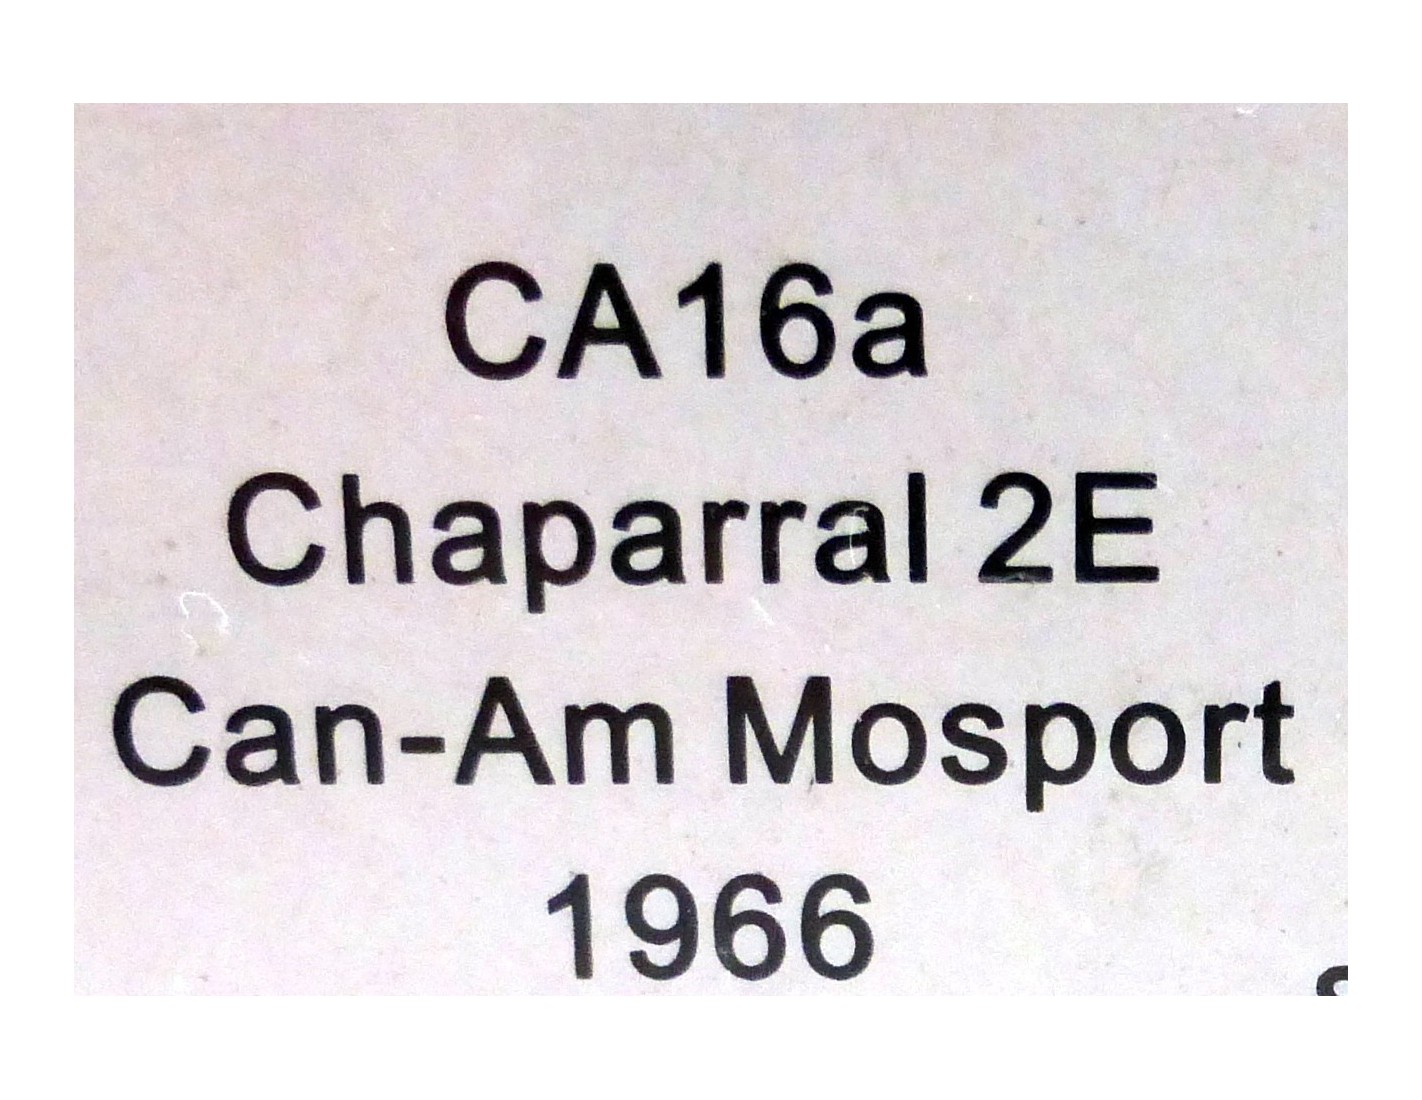 CA16a
Chaparral 2E
Can-Am Mosport
1966